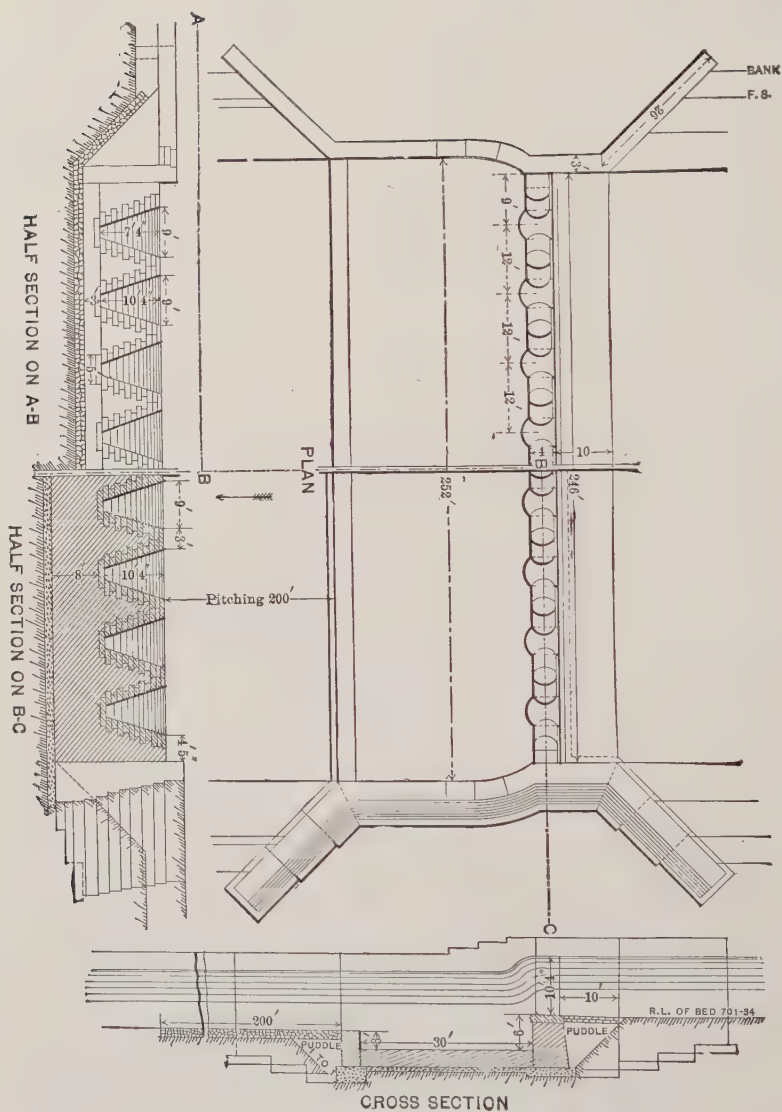 A
BANK
F.S.
26
3'
9'
12'
12'
12'
9'
7'4"
3'
10'4"
9'
5'
HALF SECTION ON A-B
B
PLAN
252'
4
B
10
246'
9'
3'
8'
10'4"
Pitching 200'
HALF SECTION ON B-C
C
200'
PUDDLE
30'
10'4"
10'
R.L. OF BED 701-34
PUDDLE
CROSS SECTION